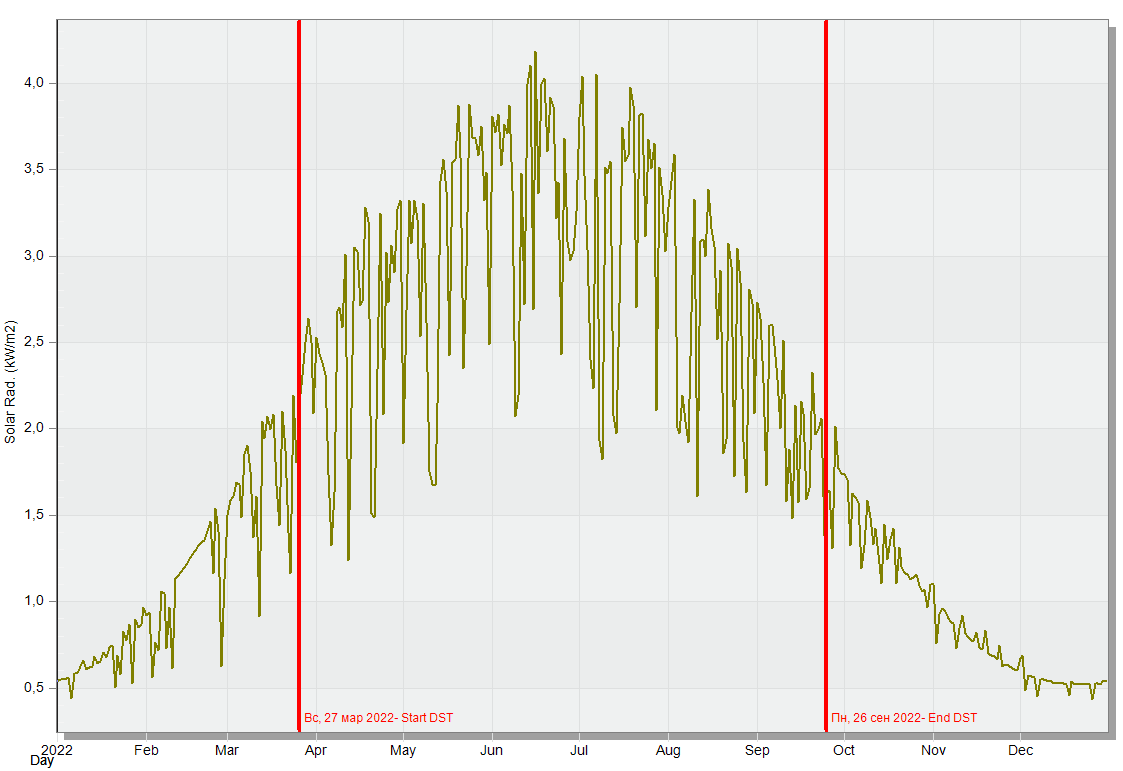 4,0
3,5
3,0
2,5
2,0
1,5
1,0
0,5
Solar Rad. (kW/m2)
Вс, 27 мар 2022- Start DST
Пн, 26 сен 2022- End DST
2022 Feb Mar Apr May Jun Jul Aug Sep Oct Nov Dec
Day